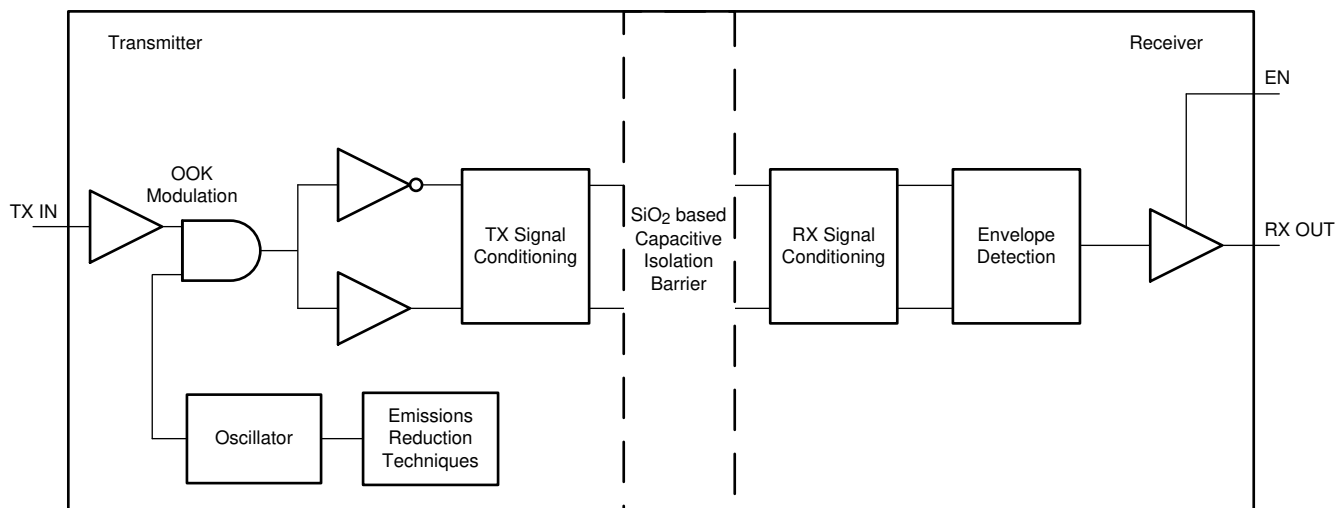 Transmitter
Receiver
EN
OOK
Modulation
TX IN
TX Signal
Conditioning
SiO2 based
Capacitive
Isolation
Barrier
RX Signal
Conditioning
Envelope
Detection
RX OUT
Oscillator
Emissions
Reduction
Techniques